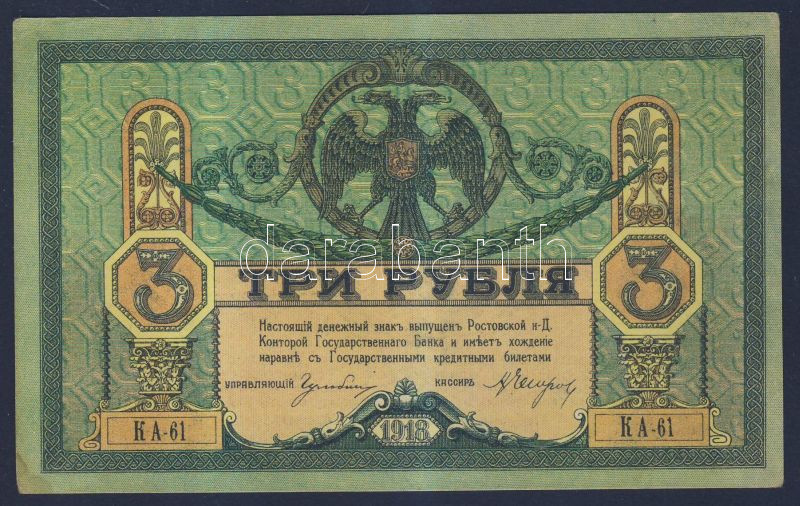 3
3
ТРИ РУБЛЯ
Настоящій денежный знакъ выпущенъ Ростовской н-Д.
Конторой Государственнаго Банка и имѣетъ хожденіе
наравнѣ съ Государственными кредитными билетами
УПРАВЛЯЮЩІЙ КАССИРЪ
КА-61 1918 КА-61
darabanth